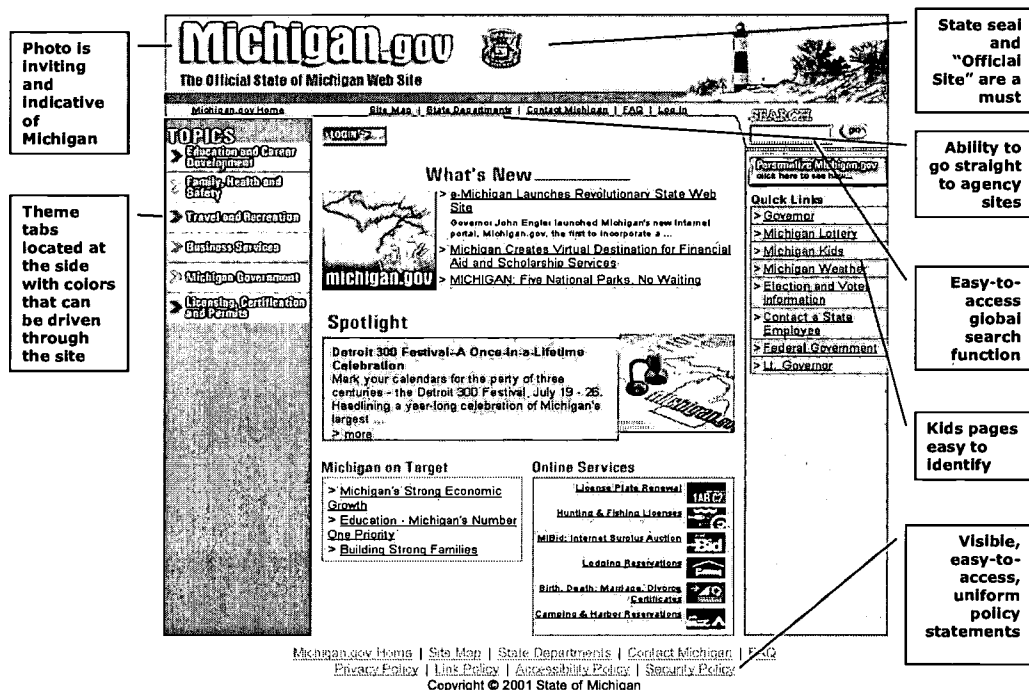 Photo is
inviting
and
indicative
of
Michigan
Theme
tabs
located at
the side
with colors
that can
be driven
through
the site
Michigan.gov
The Official State of Michigan Web Site
Michigan.gov Home
Site Map | State Departments | Contact Michigan | FAQ | Log In
SEARCH
go
TOPICS
Education and Career
Development
Family, Health and
Safety
Travel and Recreation
Business Services
Michigan Government
Licensing, Certification
and Permits
LOGIN
What's New
> e-Michigan Launches Revolutionary State Web
Site
Governor John Engler launched Michigan's new Internet
portal, Michigan.gov, the first to incorporate a ...
> Michigan Creates Virtual Destination for Financial
Aid and Scholarship Services
> MICHIGAN: Five National Parks, No Waiting
michigan.gov
Spotlight
Detroit 300 Festival-A Once-in-a-Lifetime
Celebration
Mark your calendars for the party of three
centuries - the Detroit 300 Festival, July 19 - 26.
Headlining a year-long celebration of Michigan's
largest ...
> more
Michigan on Target
> Michigan's Strong Economic
Growth
> Education - Michigan's Number
One Priority
> Building Strong Families
Online Services
License Plate Renewal
1AB C2
Hunting & Fishing Licenses
MiBid: Internet Surplus Auction
Bid
Lodging Reservations
Birth, Death, Marriage, Divorce
Certificates
Camping & Harbor Reservations
Personalize Michigan.gov
click here to see how...
Quick Links
> Governor
> Michigan Lottery
> Michigan Kids
> Michigan Weather
> Election and Vote
Information
> Contact a State
Employee
> Federal Government
> Lt. Governor
Michigan.gov Home | Site Map | State Departments | Contact Michigan | FAQ
Privacy Policy | Link Policy | Accessibility Policy | Security Policy
Copyright © 2001 State of Michigan
State seal
and
"Official
Site" are a
must
Ability to
go straight
to agency
sites
Easy-to-
access
global
search
function
Kids pages
easy to
identify
Visible,
easy-to-
access,
uniform
policy
statements